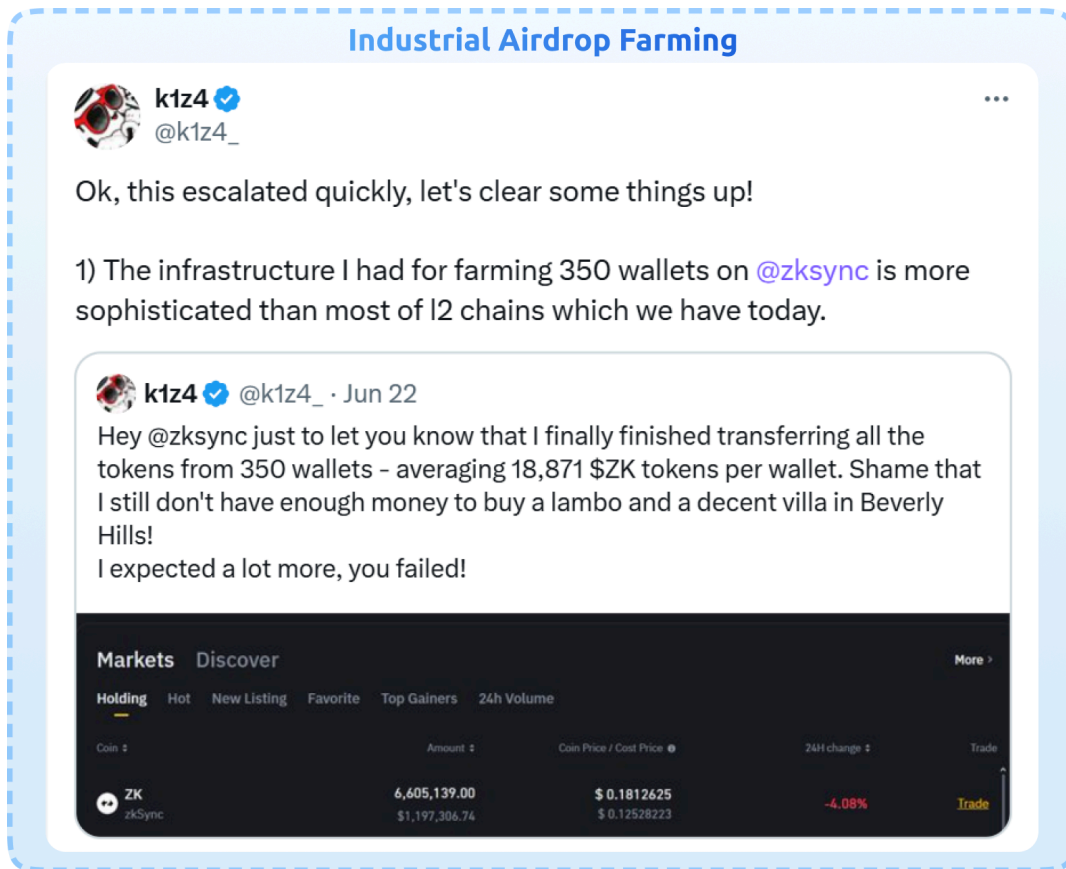 Industrial Airdrop Farming
k1z4
@k1z4_
Ok, this escalated quickly, let's clear some things up!
1) The infrastructure I had for farming 350 wallets on @zksync is more
sophisticated than most of l2 chains which we have today.
k1z4 @k1z4_ · Jun 22
Hey @zksync just to let you know that I finally finished transferring all the
tokens from 350 wallets - averaging 18,871 $ZK tokens per wallet. Shame that
I still don't have enough money to buy a lambo and a decent villa in Beverly
Hills!
I expected a lot more, you failed!
Markets Discover More >
Holding Hot New Listing Favorite Top Gainers 24h Volume
Coin Amount Coin Price / Cost Price 24H change Trade
ZK 6,605,139.00 $ 0.1812625 -4.08% Trade
zkSync $1,197,306.74 $ 0.12528223